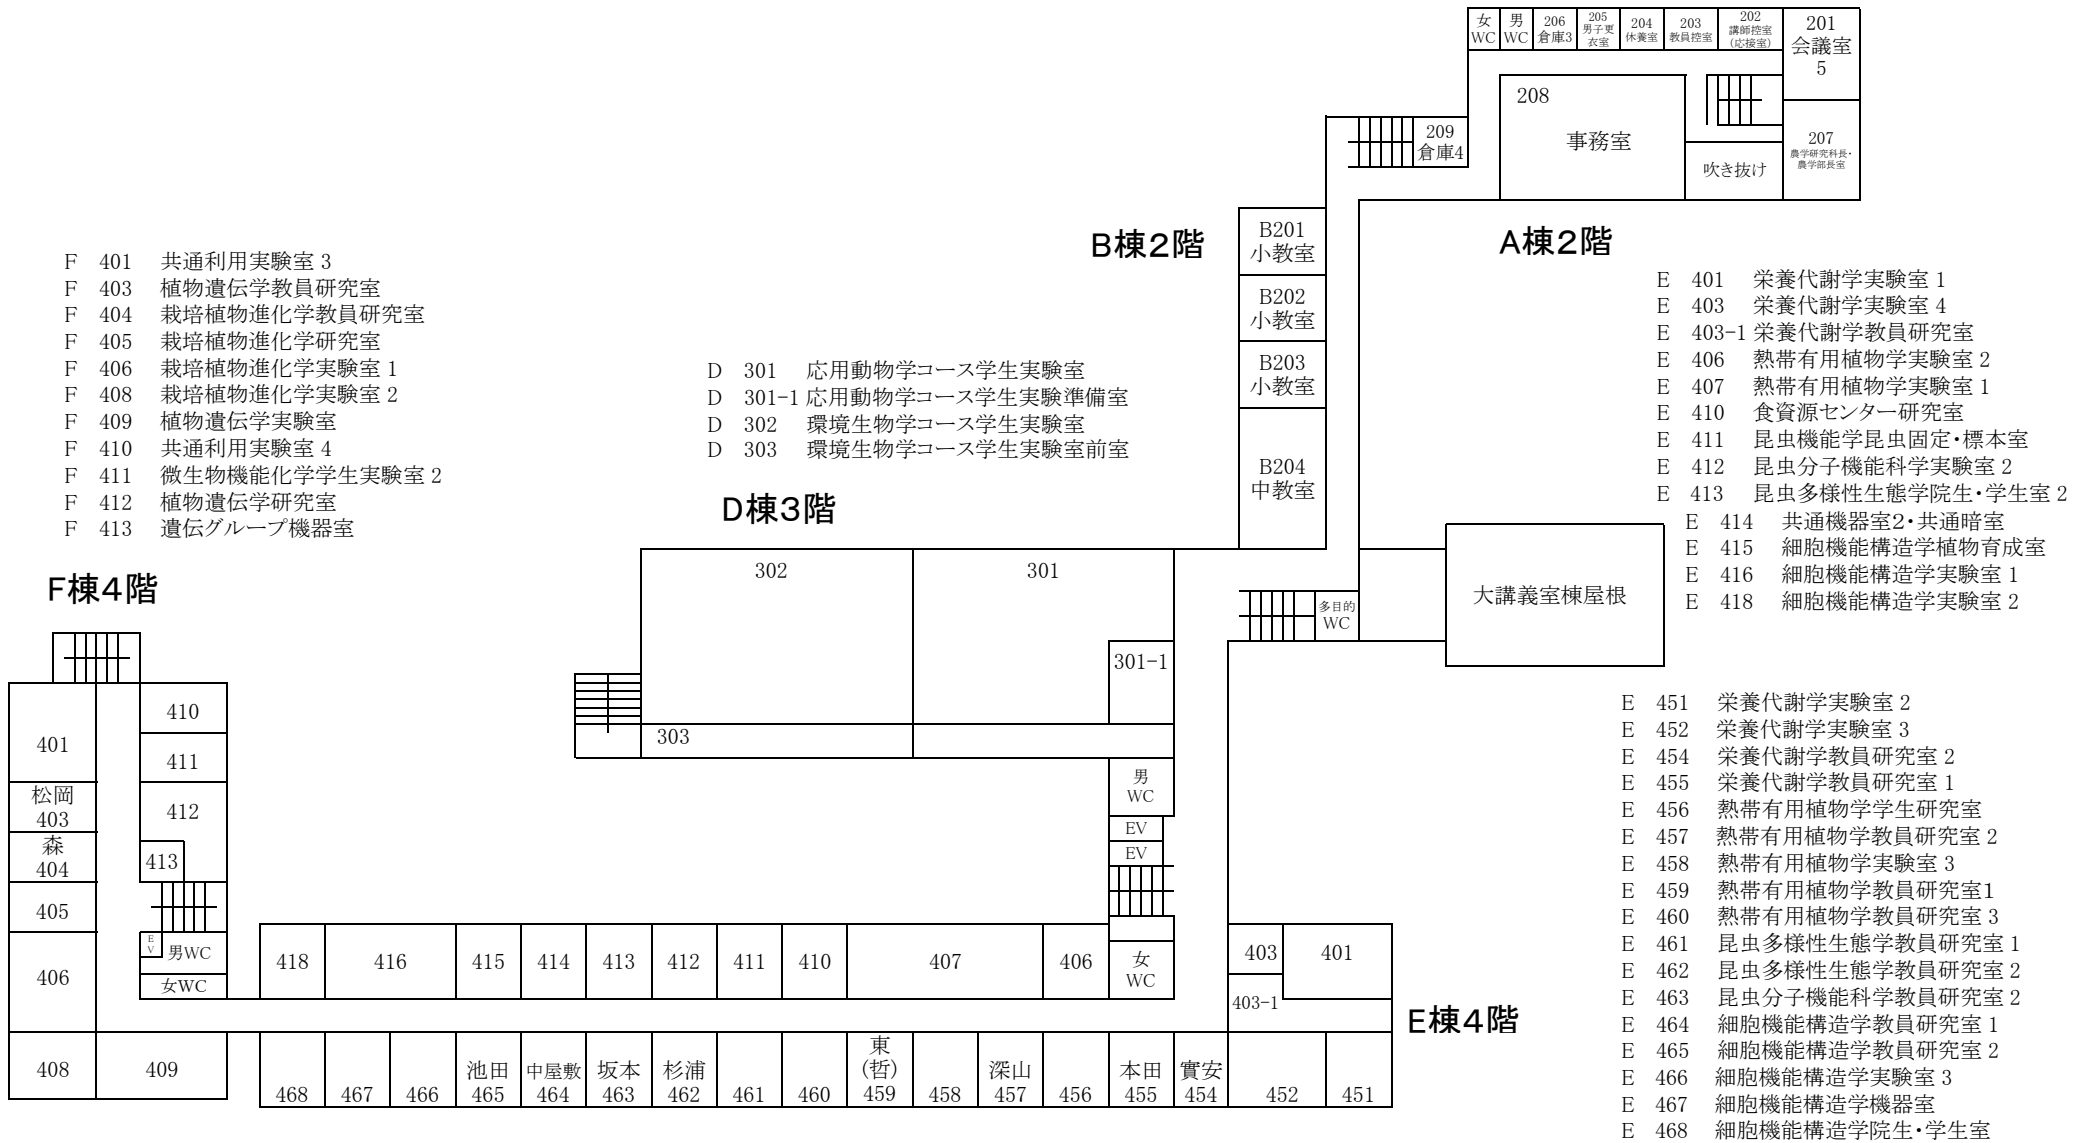 女
WC
男
WC
206
倉庫3
205
男子更
衣室
204
休養室
203
教員控室
202
講師控室
(応接室)
201
会議室
5
208
事務室
209
倉庫4
吹き抜け
207
農学研究科長・
農学部長室
A棟2階
B棟2階
B201
小教室
B202
小教室
B203
小教室
B204
中教室
F 401 共通利用実験室 3
F 403 植物遺伝学教員研究室
F 404 栽培植物進化学教員研究室
F 405 栽培植物進化学研究室
F 406 栽培植物進化学実験室 1
F 408 栽培植物進化学実験室 2
F 409 植物遺伝学実験室
F 410 共通利用実験室 4
F 411 微生物機能化学学生実験室 2
F 412 植物遺伝学研究室
F 413 遺伝グループ機器室
F棟4階
D 301 応用動物学コース学生実験室
D 301-1 応用動物学コース学生実験準備室
D 302 環境生物学コース学生実験室
D 303 環境生物学コース学生実験室前室
D棟3階
E 401 栄養代謝学実験室 1
E 403 栄養代謝学実験室 4
E 403-1 栄養代謝学教員研究室
E 406 熱帯有用植物学実験室 2
E 407 熱帯有用植物学実験室 1
E 410 食資源センター研究室
E 411 昆虫機能学昆虫固定・標本室
E 412 昆虫分子機能科学実験室 2
E 413 昆虫多様性生態学院生・学生室 2
E 414 共通機器室2・共通暗室
E 415 細胞機能構造学植物育成室
E 416 細胞機能構造学実験室 1
E 418 細胞機能構造学実験室 2
大講義室棟屋根
多目的
WC
302
301
301-1
303
男
WC
EV
EV
女
WC
401
松岡
403
森
404
405
406
408
409
410
411
412
413
E
V
男WC
女WC
418
416
415
414
413
412
411
410
407
406
403
401
403-1
E棟4階
468
467
466
池田
465
中屋敷
464
坂本
463
杉浦
462
461
460
東
(哲)
459
458
深山
457
456
本田
455
實安
454
452
451
E 451 栄養代謝学実験室 2
E 452 栄養代謝学実験室 3
E 454 栄養代謝学教員研究室 2
E 455 栄養代謝学教員研究室 1
E 456 熱帯有用植物学学生研究室
E 457 熱帯有用植物学教員研究室 2
E 458 熱帯有用植物学実験室 3
E 459 熱帯有用植物学教員研究室1
E 460 熱帯有用植物学教員研究室 3
E 461 昆虫多様性生態学教員研究室 1
E 462 昆虫多様性生態学教員研究室 2
E 463 昆虫分子機能科学教員研究室 2
E 464 細胞機能構造学教員研究室 1
E 465 細胞機能構造学教員研究室 2
E 466 細胞機能構造学実験室 3
E 467 細胞機能構造学機器室
E 468 細胞機能構造学院生・学生室